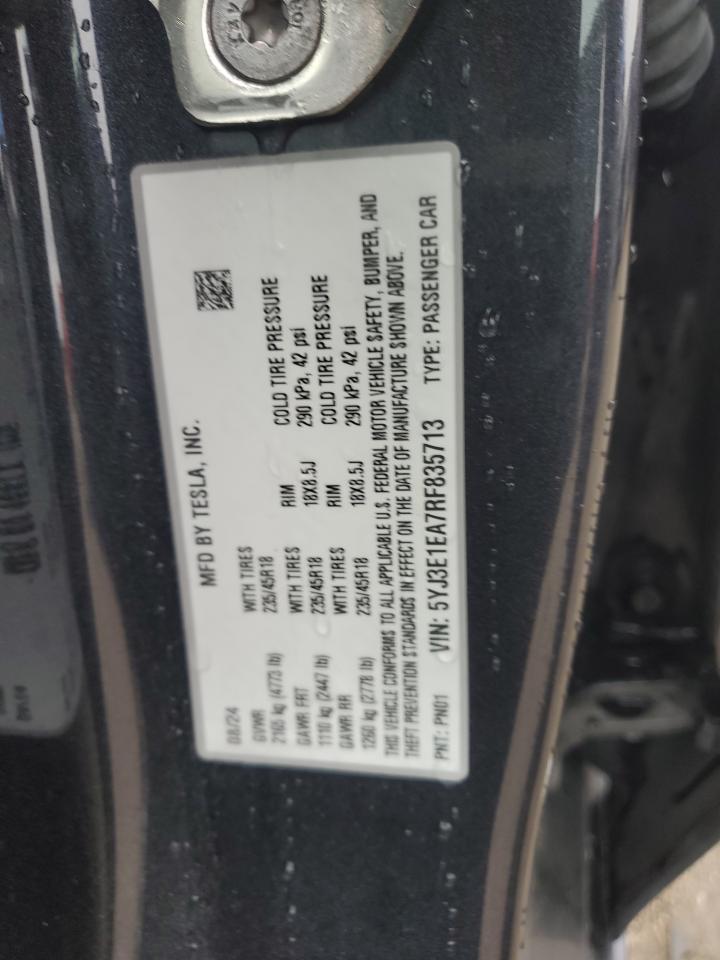 MFD BY TESLA, INC.
08/24
GVWR WITH TIRES RIM COLD TIRE PRESSURE
2165 kg (4773 lb) 235/45R18 18X8.5J 290 kPa, 42 psi
GAWR FRT WITH TIRES RIM COLD TIRE PRESSURE
1110 kg (2447 lb) 235/45R18 18X8.5J 290 kPa, 42 psi
GAWR RR WITH TIRES
1260 kg (2778 lb) 235/45R18
THIS VEHICLE CONFORMS TO ALL APPLICABLE U.S. FEDERAL MOTOR VEHICLE SAFETY, BUMPER, AND
THEFT PREVENTION STANDARDS IN EFFECT ON THE DATE OF MANUFACTURE SHOWN ABOVE.
PNT: PN01 VIN: 5YJ3E1EA7RF835713 TYPE: PASSENGER CAR